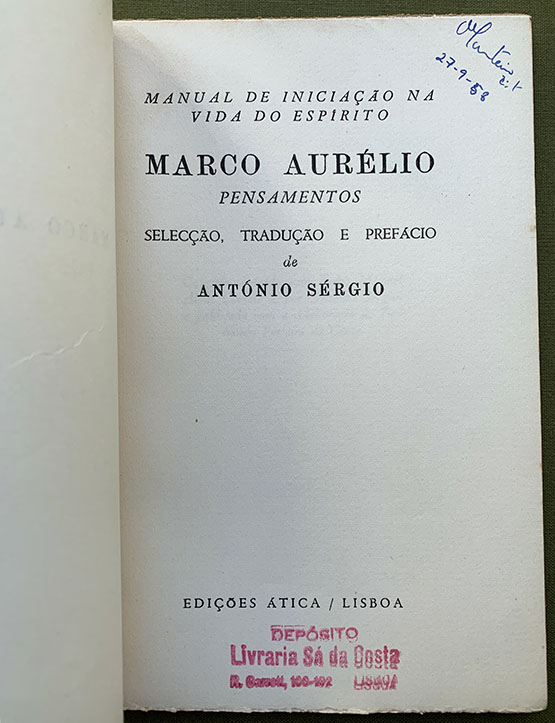 27-9-58
MANUAL DE INICIAÇÃO NA
VIDA DO ESPÍRITO
MARCO AURÉLIO
PENSAMENTOS
SELECÇÃO, TRADUÇÃO E PREFÁCIO
de
ANTÓNIO SÉRGIO
EDIÇÕES ÁTICA / LISBOA
DEPÓSITO
Livraria Sá da Costa
R. Garrett, 100-102 LISBOA